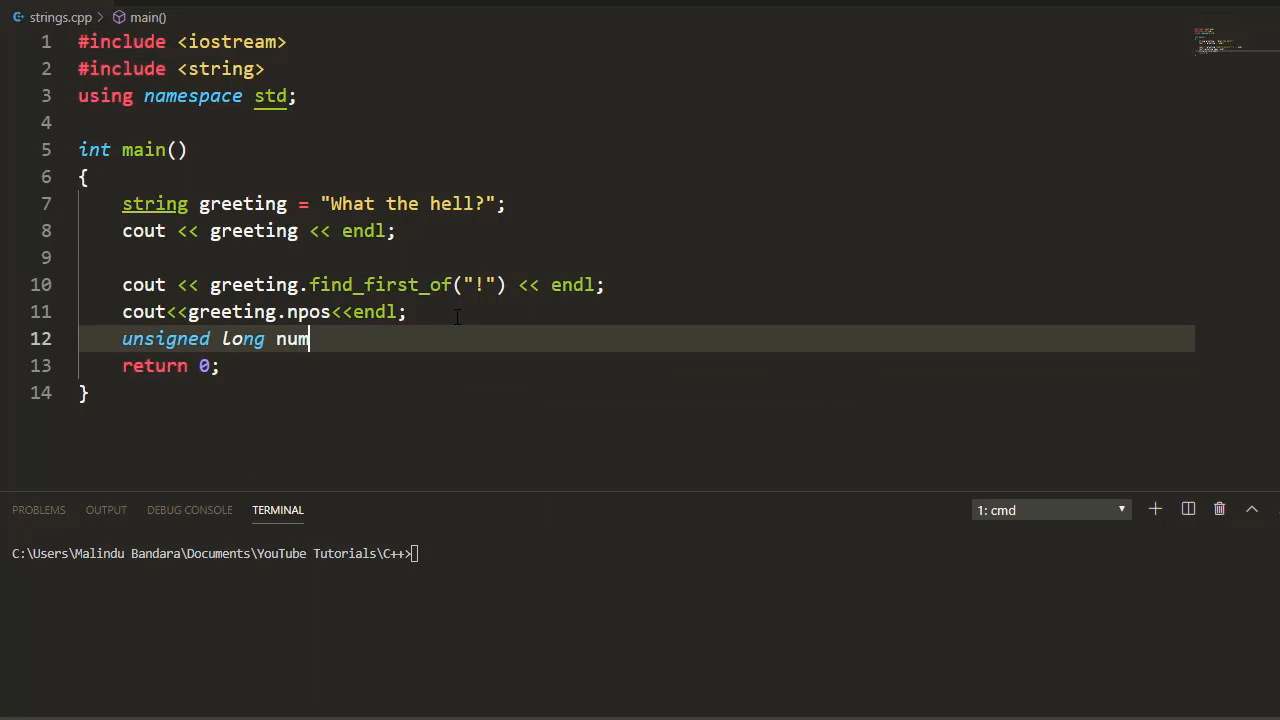 strings.cpp > main()
1 #include <iostream>
2 #include <string>
3 using namespace std;
4
5 int main()
6 {
7 string greeting = "What the hell?";
8 cout << greeting << endl;
9
10 cout << greeting.find_first_of("!") << endl;
11 cout<<greeting.npos<<endl;
12 unsigned long num
13 return 0;
14 }
PROBLEMS OUTPUT DEBUG CONSOLE TERMINAL 1: cmd
C:\Users\Malindu Bandara\Documents\YouTube Tutorials\C++>